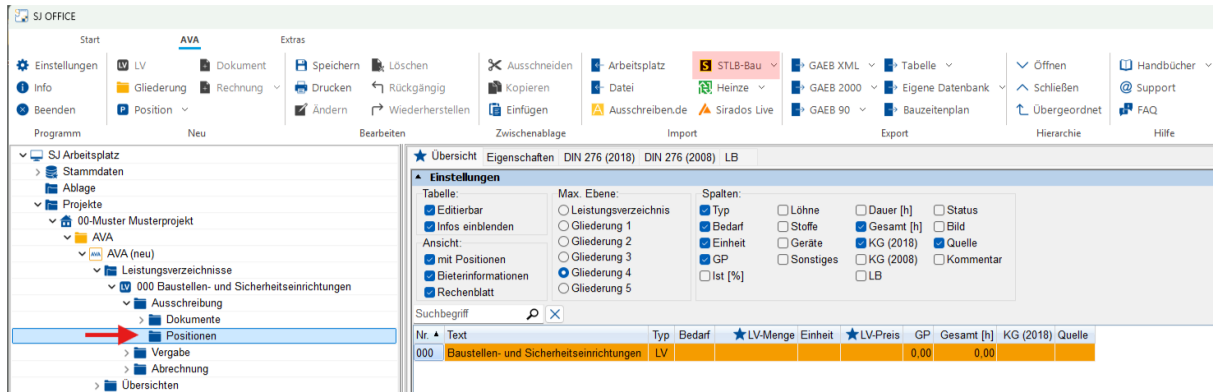 SJ OFFICE
Start AVA Extras
Einstellungen LV Dokument Speichern Löschen Ausschneiden Arbeitsplatz STLB-Bau GAEB XML Tabelle Öffnen Handbücher
Info Gliederung Rechnung Drucken Rückgängig Kopieren Datei Heinze GAEB 2000 Eigene Datenbank Schließen @ Support
Beenden Position Ändern Wiederherstellen Einfügen Ausschreiben.de Sirados Live GAEB 90 Bauzeitenplan Übergeordnet FAQ
Programm Neu Bearbeiten Zwischenablage Import Export Hierarchie Hilfe
SJ Arbeitsplatz
Stammdaten
Ablage
Projekte
00-Muster Musterprojekt
AVA
AVA (neu)
Leistungsverzeichnisse
000 Baustellen- und Sicherheitseinrichtungen
Ausschreibung
Dokumente
Positionen
Vergabe
Abrechnung
Übersichten
Übersicht Eigenschaften DIN 276 (2018) DIN 276 (2008) LB
Einstellungen
Tabelle: Max. Ebene: Spalten:
Editierbar Leistungsverzeichnis Typ Löhne Dauer [h] Status
Infos einblenden Gliederung 1 Bedarf Stoffe Gesamt [h] Bild
Ansicht: Gliederung 2 Einheit Geräte KG (2018) Quelle
mit Positionen Gliederung 3 GP Sonstiges KG (2008) Kommentar
Bieterinformationen Gliederung 4 Ist [%] LB
Rechenblatt Gliederung 5
Suchbegriff
Nr. Text Typ Bedarf LV-Menge Einheit LV-Preis GP Gesamt [h] KG (2018) Quelle
000 Baustellen- und Sicherheitseinrichtungen LV 0,00 0,00